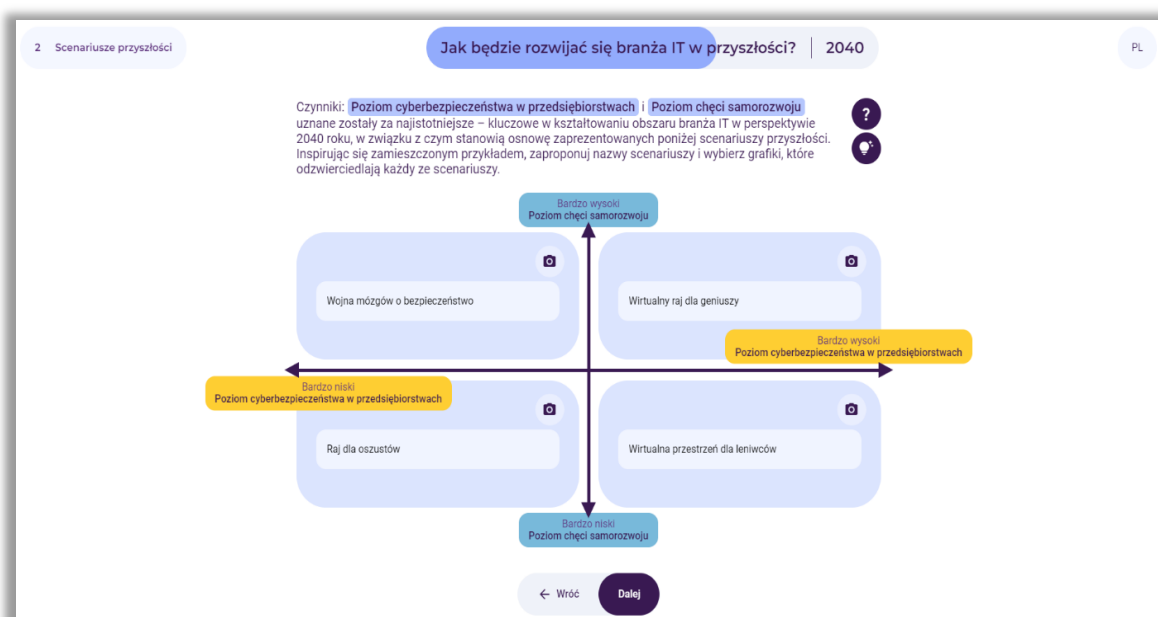 2 Scenariusze przyszłości
Jak będzie rozwijać się branża IT w przyszłości? | 2040
PL
Czynniki: Poziom cyberbezpieczeństwa w przedsiębiorstwach i Poziom chęci samorozwoju
uznane zostały za najistotniejsze – kluczowe w kształtowaniu obszaru branża IT w perspektywie
2040 roku, w związku z czym stanowią osnowę zaprezentowanych poniżej scenariuszy przyszłości.
Inspirując się zamieszczonym przykładem, zaproponuj nazwy scenariuszy i wybierz grafiki, które
odzwierciedlają każdy ze scenariuszy.
?
Bardzo wysoki
Poziom chęci samorozwoju
Wojna mózgów o bezpieczeństwo
Wirtualny raj dla geniuszy
Bardzo wysoki
Poziom cyberbezpieczeństwa w przedsiębiorstwach
Bardzo niski
Poziom cyberbezpieczeństwa w przedsiębiorstwach
Raj dla oszustów
Wirtualna przestrzeń dla leniwców
Bardzo niski
Poziom chęci samorozwoju
← Wróć
Dalej